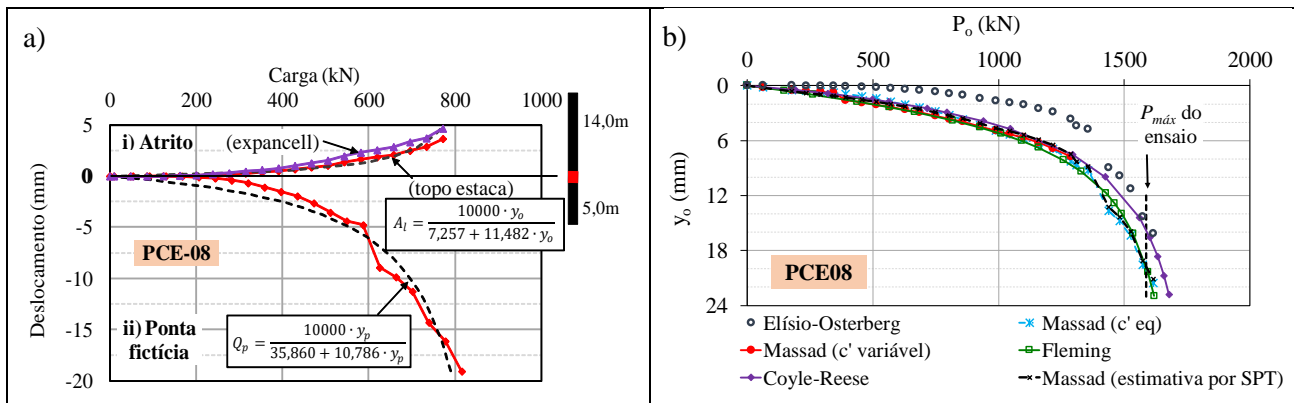 a)
Carga (kN)
0 200 400 600 800 1000
5
0
-5
-10
-15
-20
Deslocamento (mm)
i) Atrito
(expancell)
(topo estaca)
A_l = 10000 · y_o / 7,257 + 11,482 · y_o
PCE-08
ii) Ponta
fictícia
Q_p = 10000 · y_p / 35,860 + 10,786 · y_p
14,0m
5,0m
b)
P_o (kN)
0 500 1000 1500 2000
0
6
12
18
24
y_o (mm)
P_máx do
ensaio
PCE08
Elísio-Osterberg
Massad (c' eq)
Massad (c' variável)
Fleming
Coyle-Reese
Massad (estimativa por SPT)